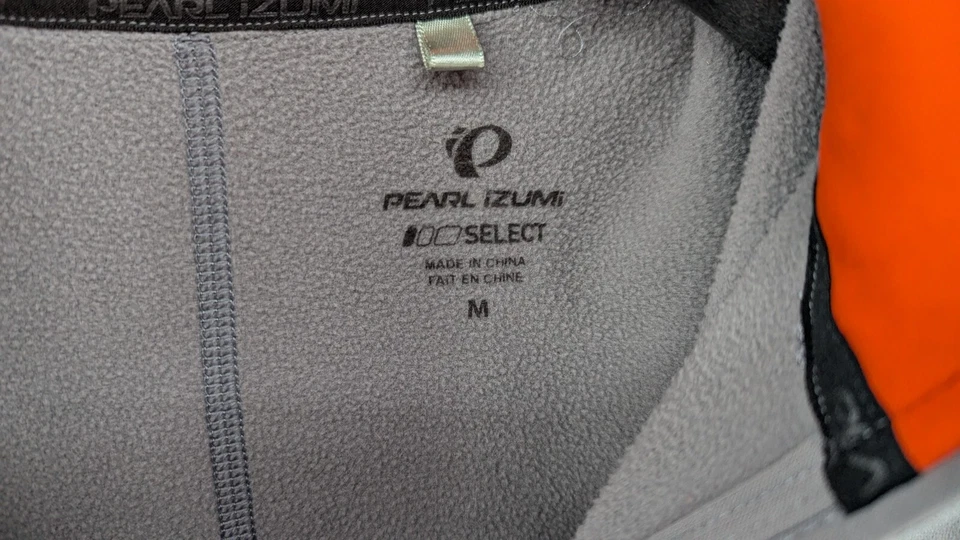 PEARL iZUMi
PEARL iZUMi
SELECT
MADE IN CHINA
FAIT EN CHINE
M